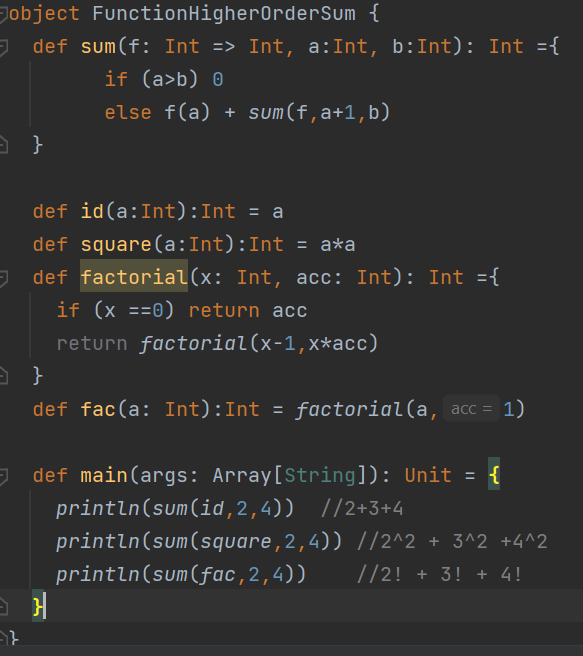 object FunctionHigherOrderSum {
  def sum(f: Int => Int, a:Int, b:Int): Int ={
        if (a>b) 0
        else f(a) + sum(f,a+1,b)
  }

  def id(a:Int):Int = a
  def square(a:Int):Int = a*a
  def factorial(x: Int, acc: Int): Int ={
    if (x ==0) return acc
    return factorial(x-1,x*acc)
  }
  def fac(a: Int):Int = factorial(a, acc = 1)

  def main(args: Array[String]): Unit = {
    println(sum(id,2,4))  //2+3+4
    println(sum(square,2,4)) //2^2 + 3^2 +4^2
    println(sum(fac,2,4))    //2! + 3! + 4!
  }
}